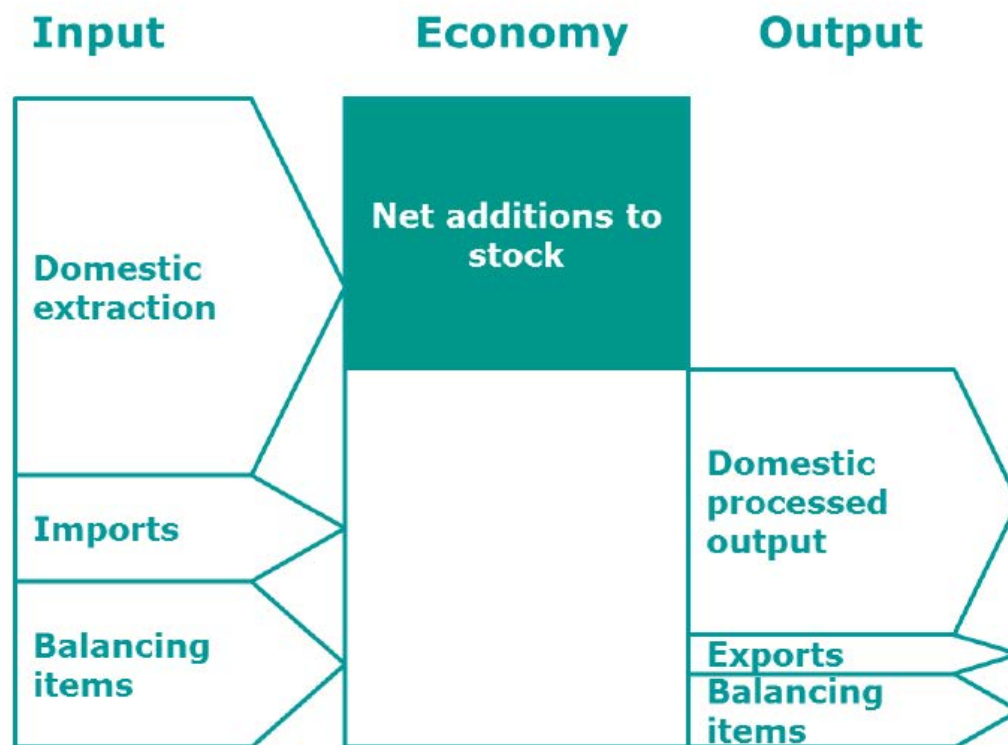 Input
Economy
Output
Domestic
extraction
Imports
Balancing
items
Net additions to
stock
Domestic
processed
output
Exports
Balancing
items